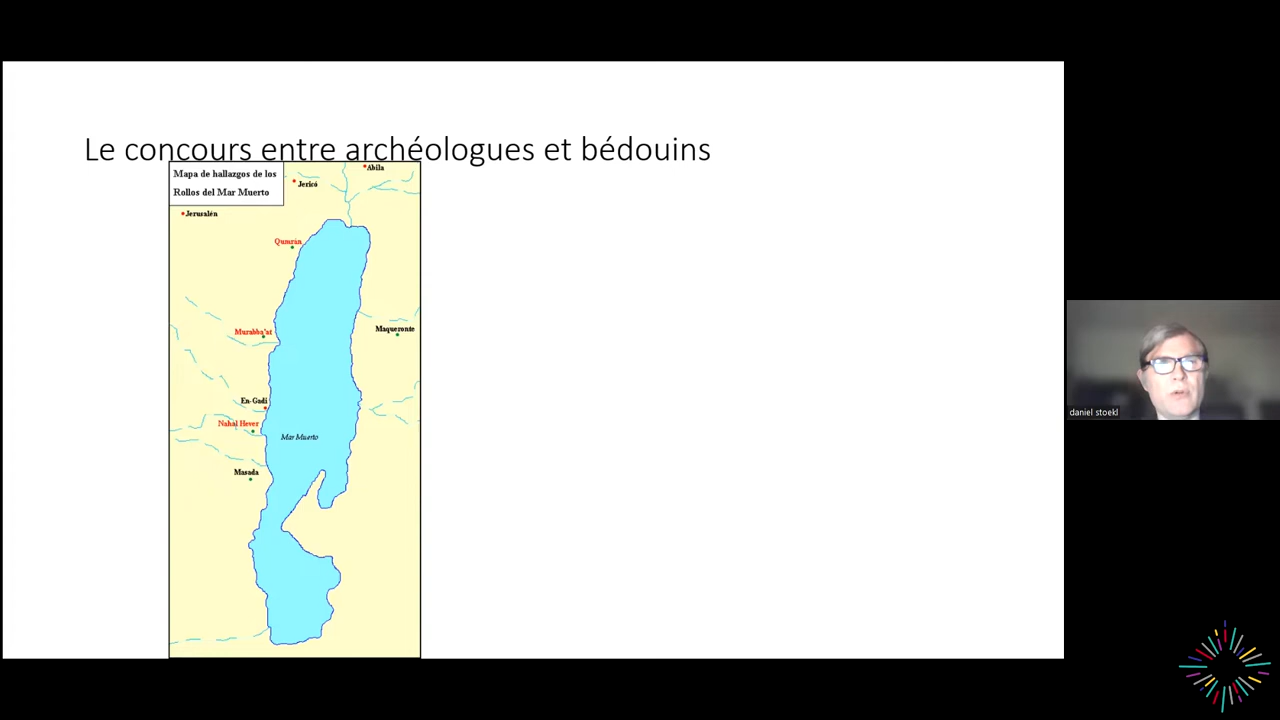 Le concours entre archéologues et bédouins
Mapa de hallazgos de los
Rollos del Mar Muerto
Abila
Jericó
Jerusalén
Qumrán
Murabba'at
Maqueronte
En-Gadi
Nahal Hever
Mar Muerto
Masada
daniel stoekl